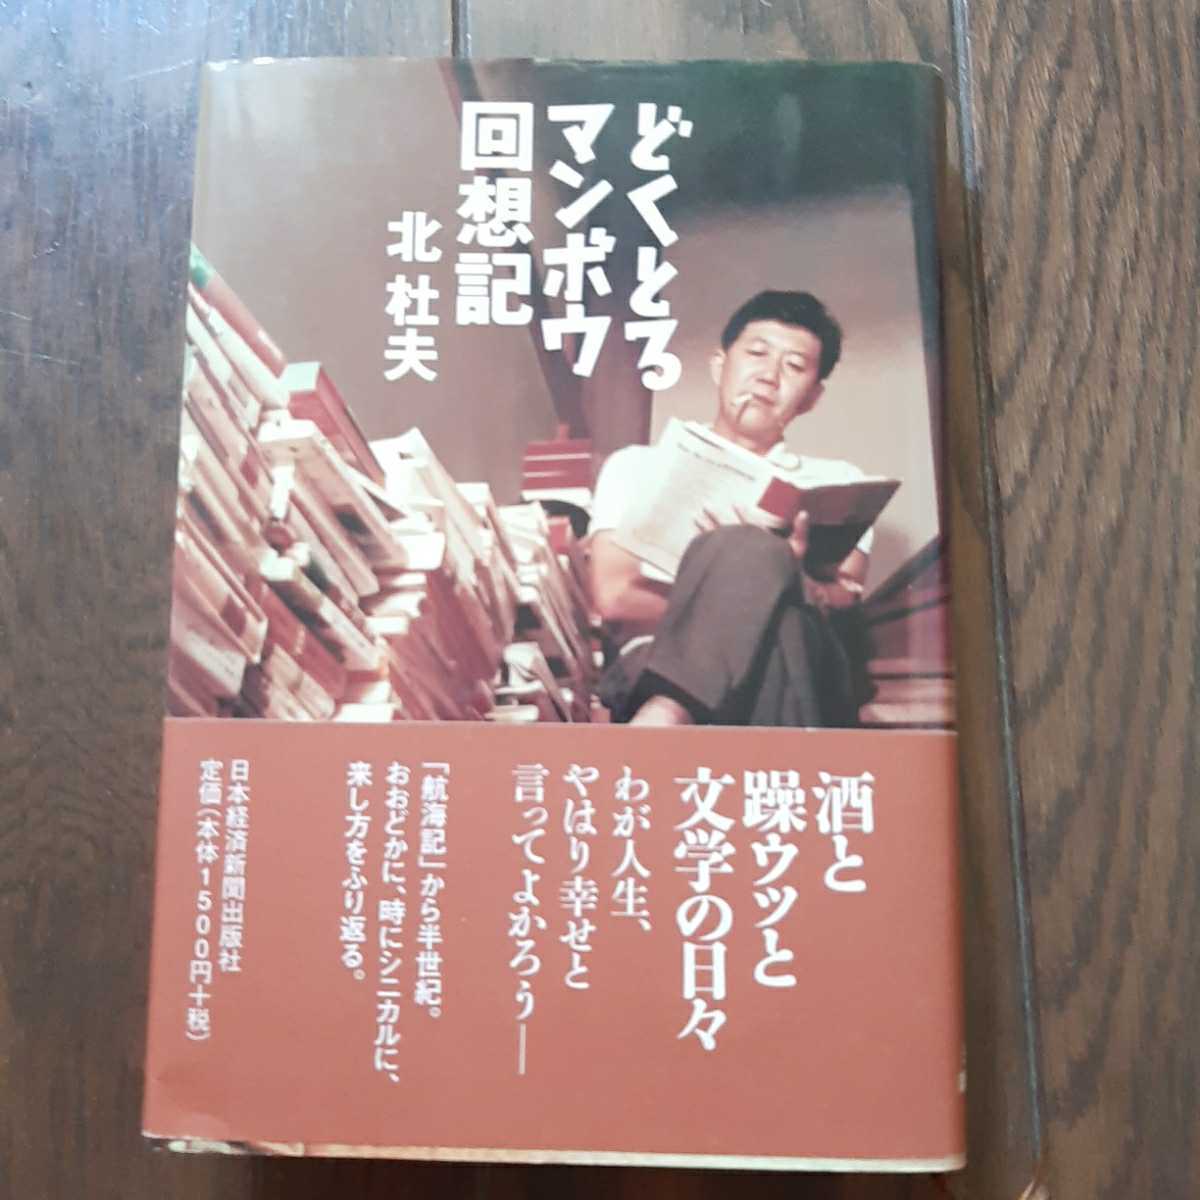 どくとる
マンボウ
回想記
北杜夫
酒と
躁ウツと
文学の日々
わが人生、
やはり幸せと
言ってよかろう——
「航海記」から半世紀。
おおどかに、時にシニカルに、
来し方をふり返る。
日本経済新聞出版社
定価(本体1500円+税)